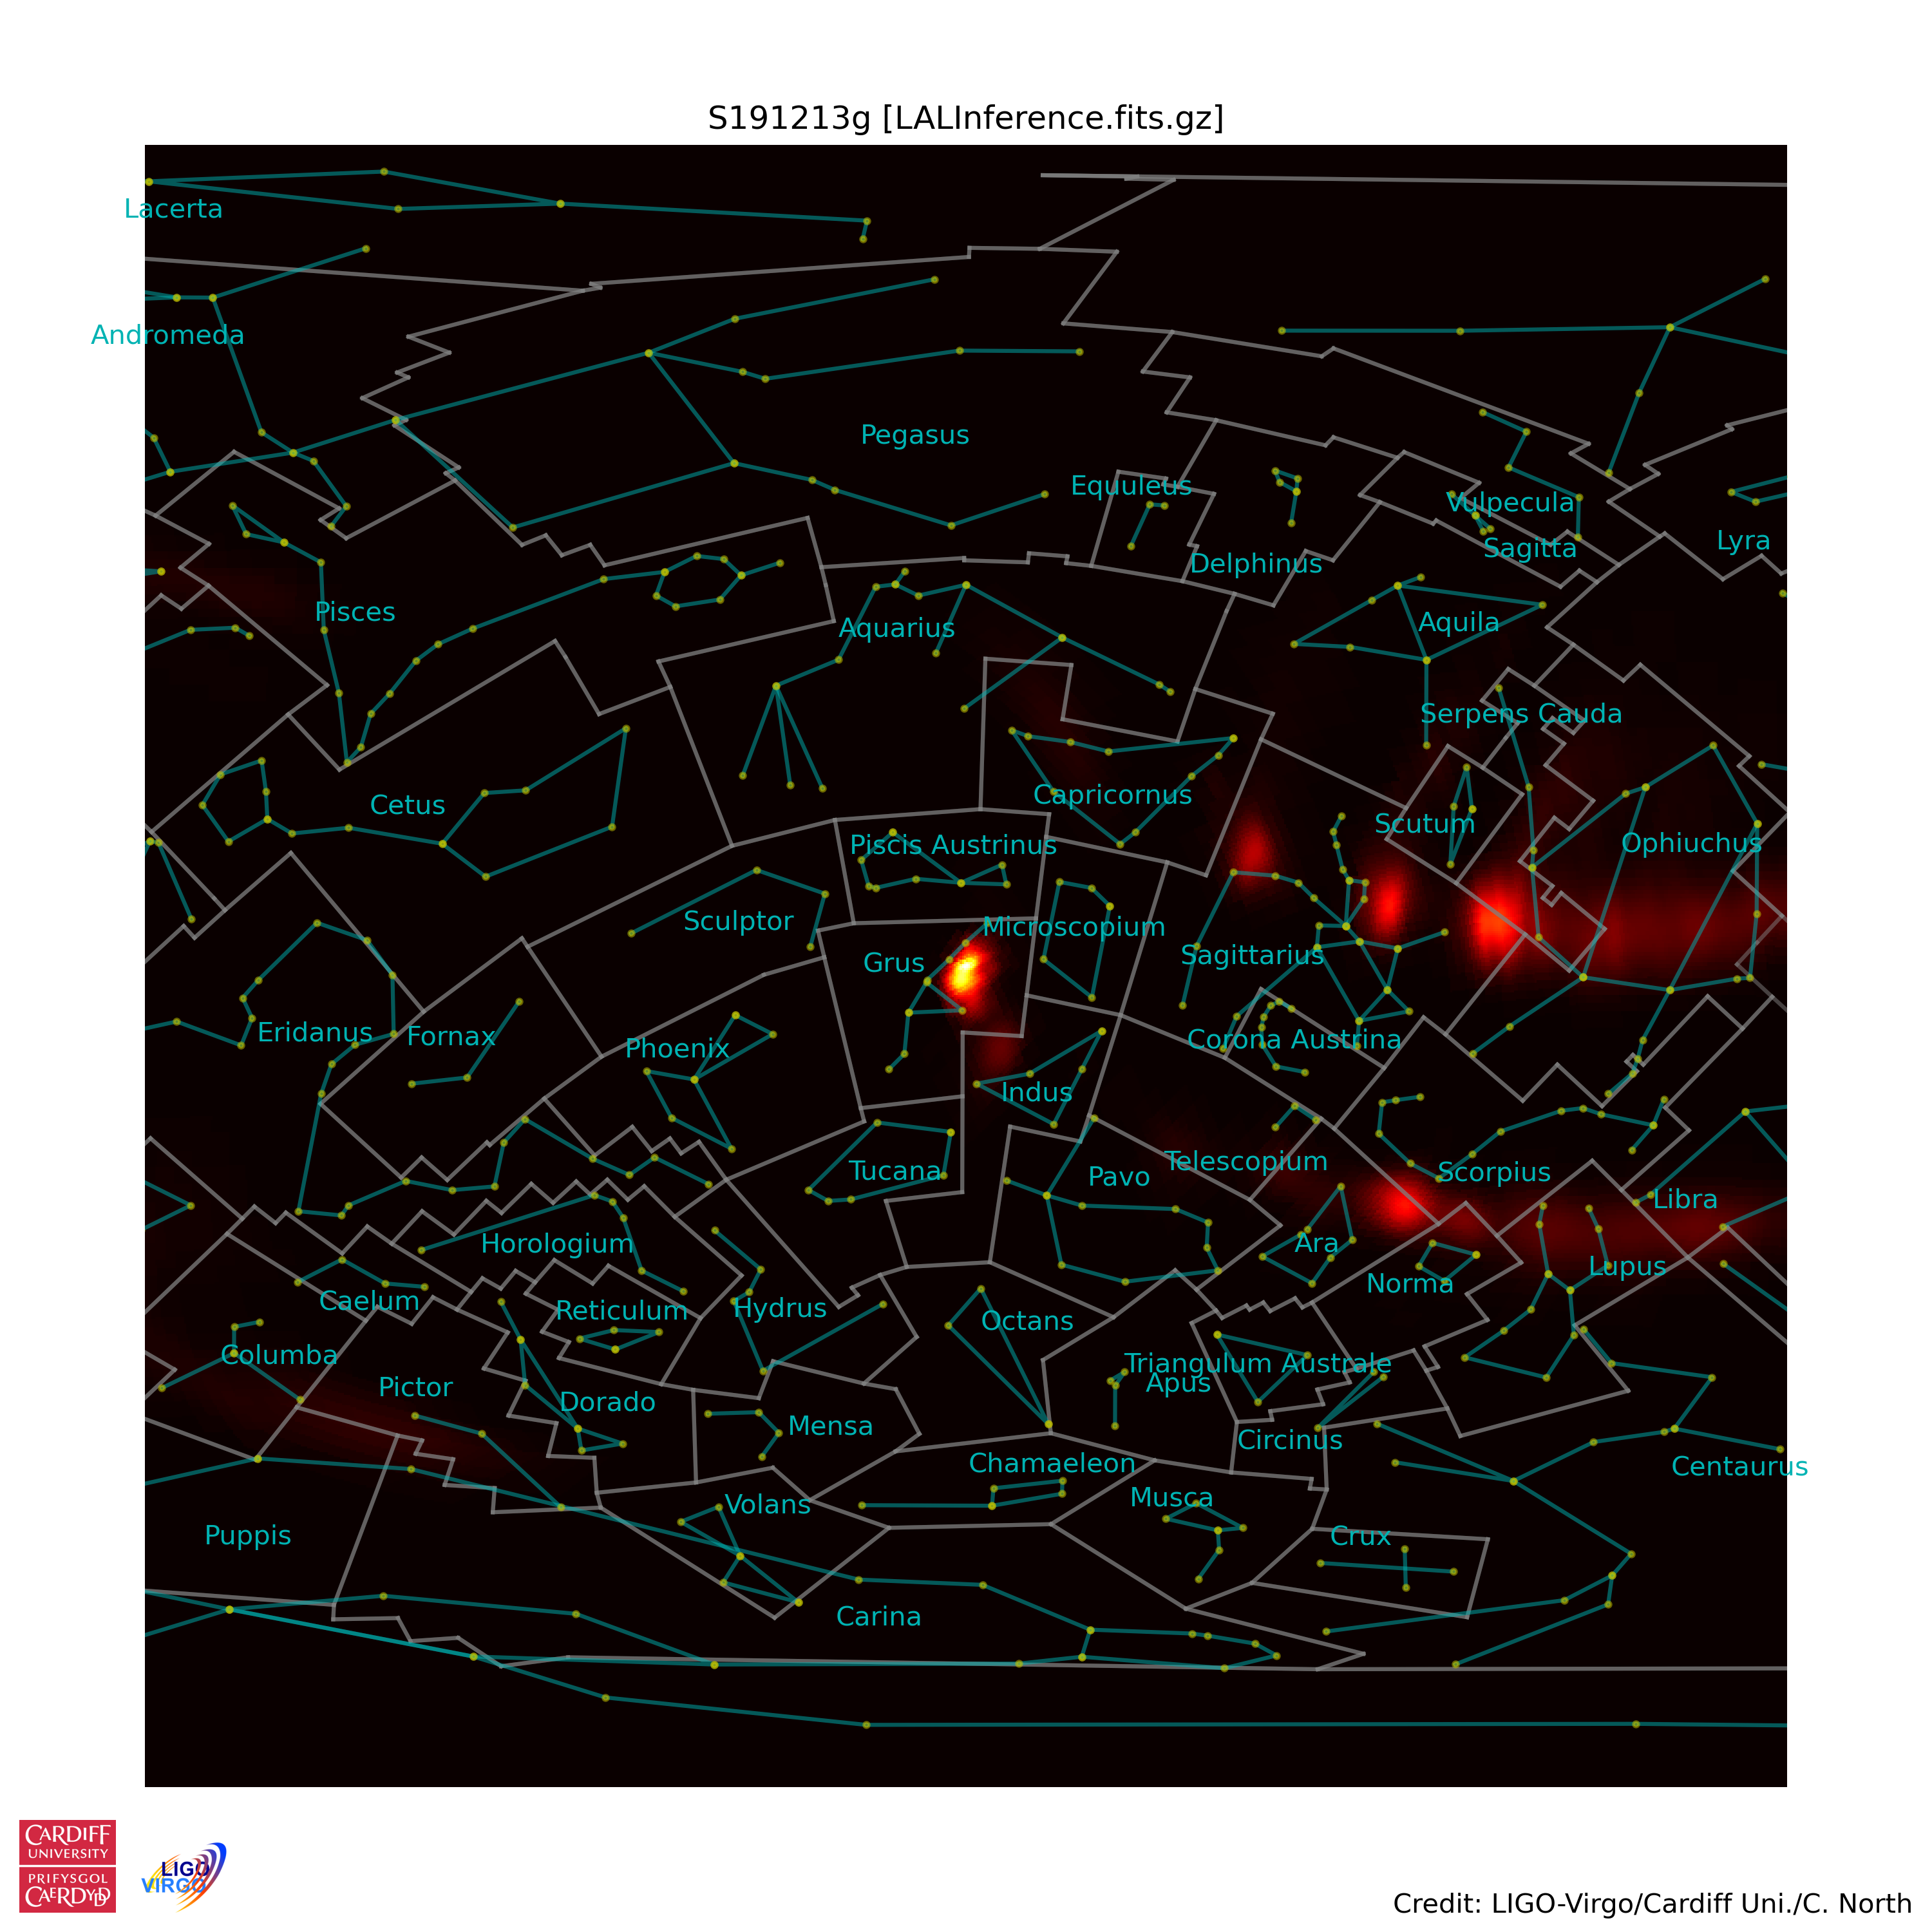 S191213g [LALInference.fits.gz]
Lacerta
Andromeda
Pegasus
Equuleus
Vulpecula
Sagitta
Lyra
Delphinus
Pisces
Aquarius
Aquila
Serpens Cauda
Cetus
Capricornus
Scutum
Piscis Austrinus
Ophiuchus
Sculptor
Microscopium
Grus
Sagittarius
Eridanus
Fornax
Phoenix
Corona Austrina
Indus
Tucana
Pavo
Telescopium
Scorpius
Libra
Horologium
Ara
Norma
Lupus
Caelum
Reticulum
Hydrus
Octans
Columba
Triangulum Australe
Apus
Pictor
Dorado
Mensa
Circinus
Chamaeleon
Centaurus
Volans
Musca
Puppis
Crux
Carina
CARDIFF
UNIVERSITY
PRIFYSGOL
CAERDYDD
LIGO
VIRGO
Credit: LIGO-Virgo/Cardiff Uni./C. North